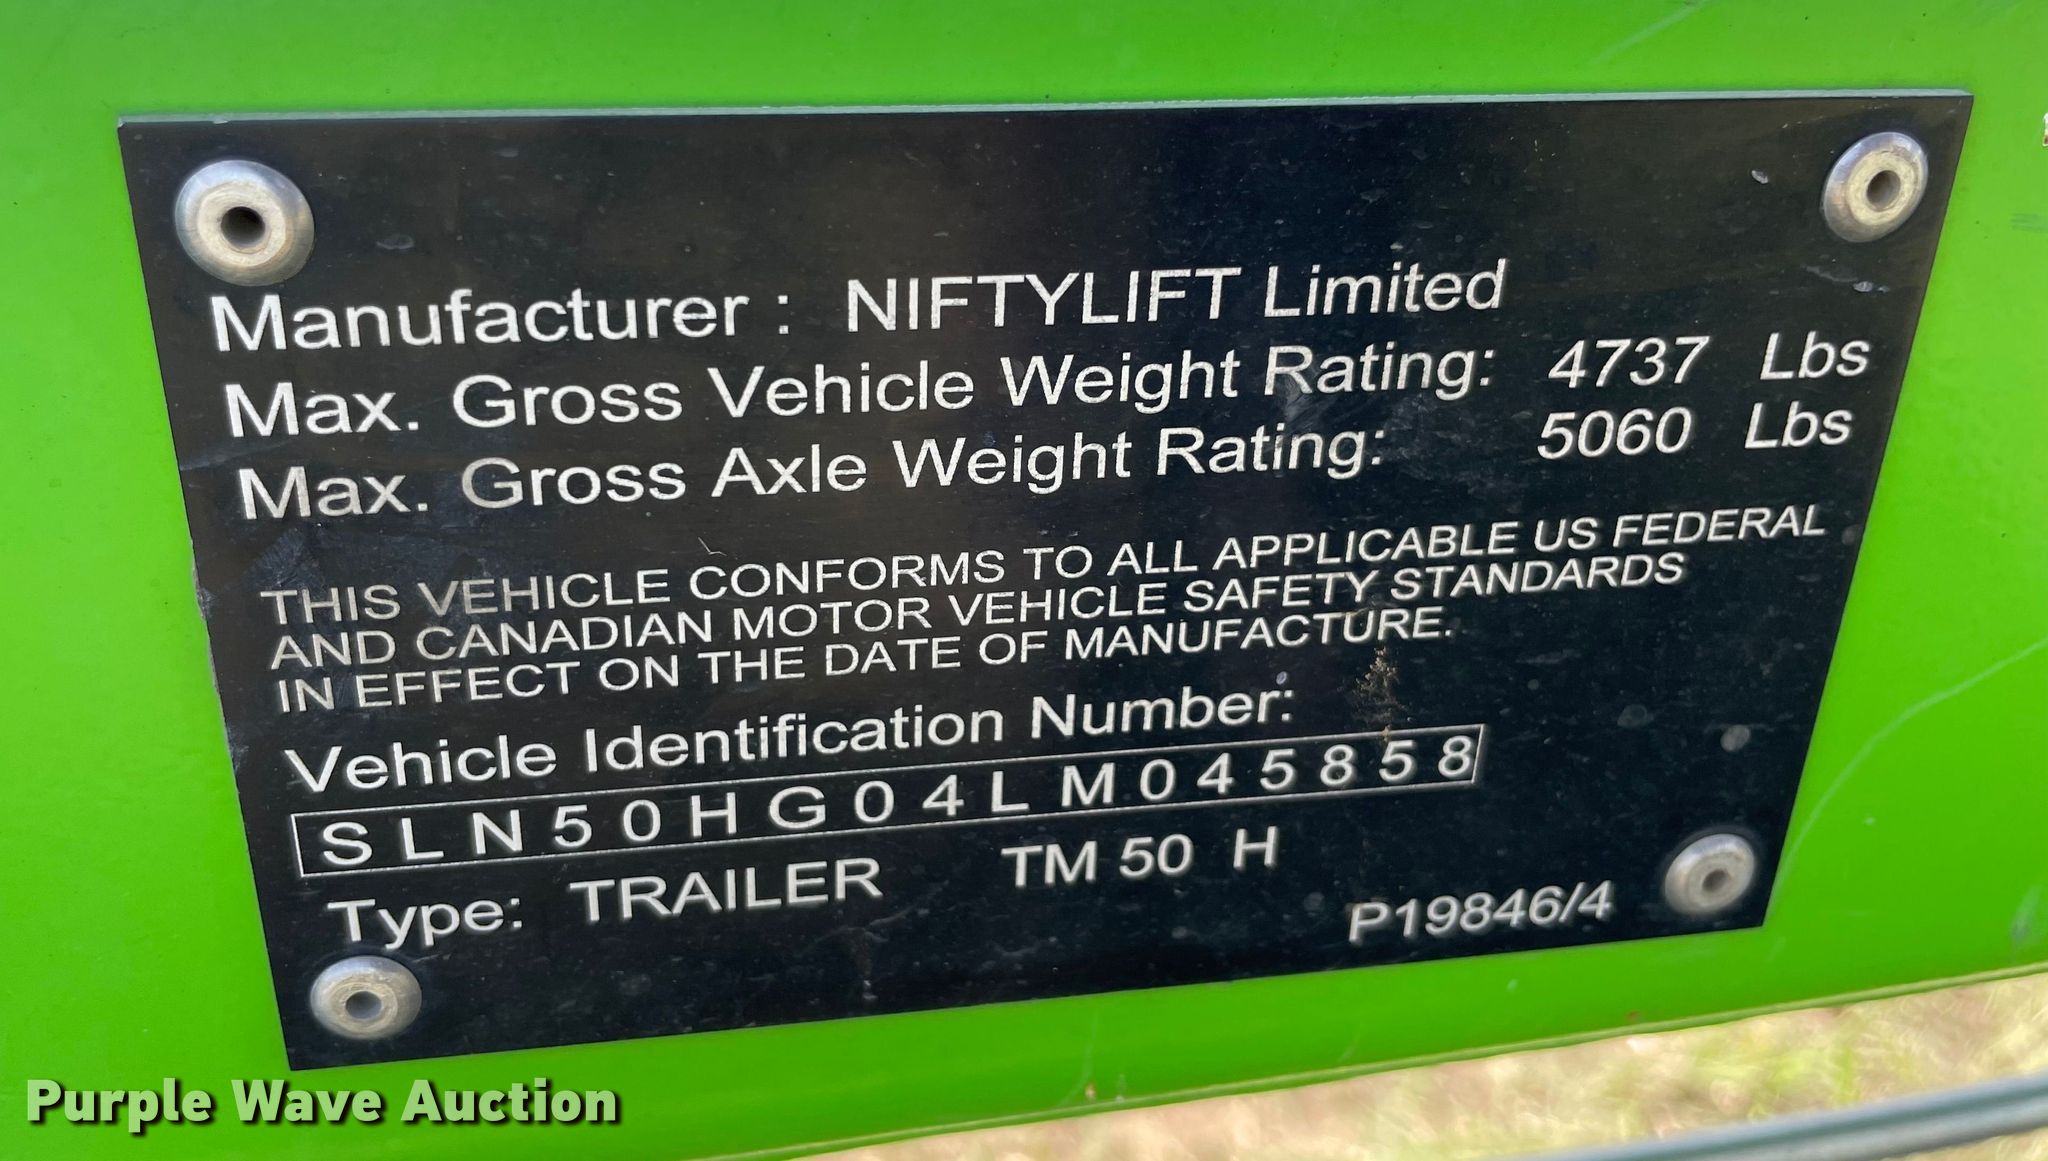 Manufacturer : NIFTYLIFT Limited
Max. Gross Vehicle Weight Rating: 4737 Lbs
Max. Gross Axle Weight Rating: 5060 Lbs
THIS VEHICLE CONFORMS TO ALL APPLICABLE US FEDERAL
AND CANADIAN MOTOR VEHICLE SAFETY STANDARDS
IN EFFECT ON THE DATE OF MANUFACTURE.
Vehicle Identification Number:
SLN50HG04LM045858
Type: TRAILER TM 50 H
P19846/4
Purple Wave Auction